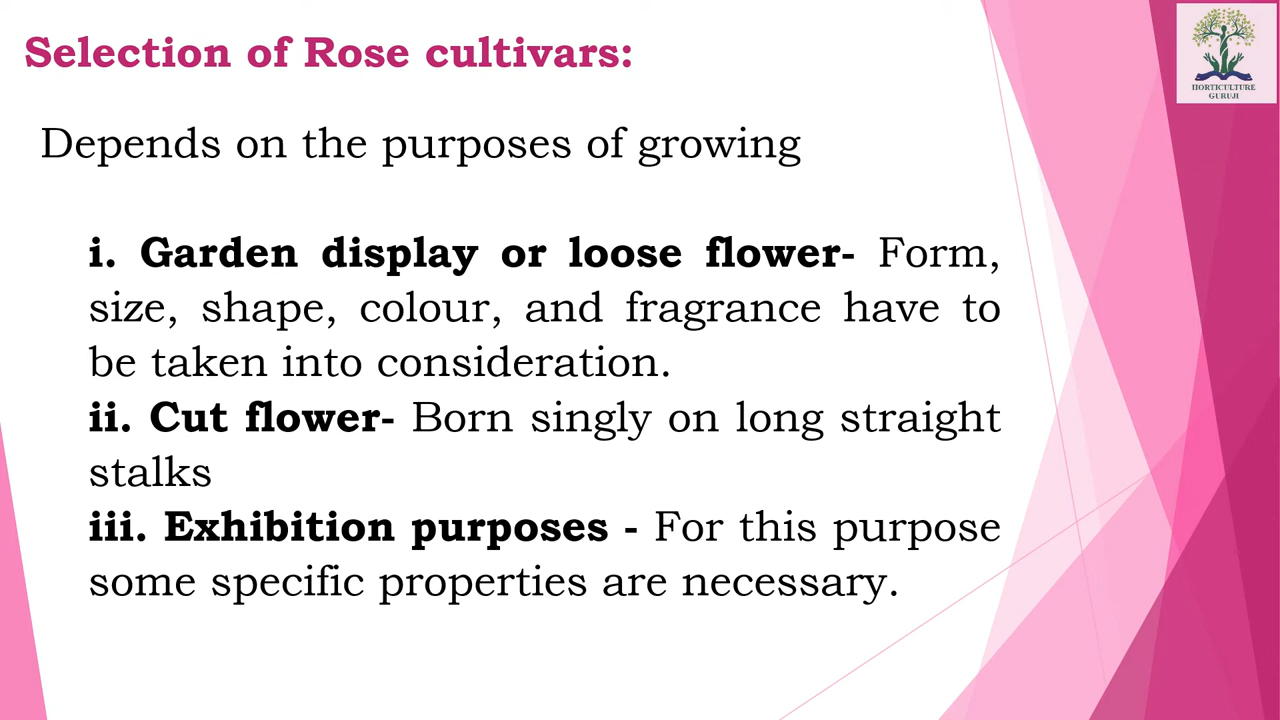 Selection of Rose cultivars:
HORTICULTURE
GURUJI
Depends on the purposes of growing
i. Garden display or loose flower- Form,
size, shape, colour, and fragrance have to
be taken into consideration.
ii. Cut flower- Born singly on long straight
stalks
iii. Exhibition purposes - For this purpose
some specific properties are necessary.